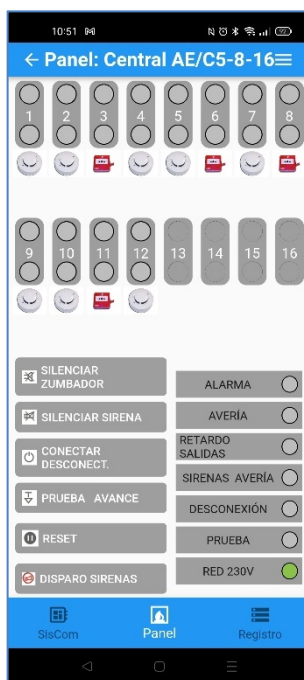 10:51
← Panel: Central AE/C5-8-16
1 2 3 4 5 6 7 8
9 10 11 12 13 14 15 16
SILENCIAR
ZUMBADOR
SILENCIAR SIRENA
CONECTAR
DESCONECT.
PRUEBA AVANCE
RESET
DISPARO SIRENAS
ALARMA
AVERÍA
RETARDO
SALIDAS
SIRENAS AVERÍA
DESCONEXIÓN
PRUEBA
RED 230V
SisCom Panel Registro